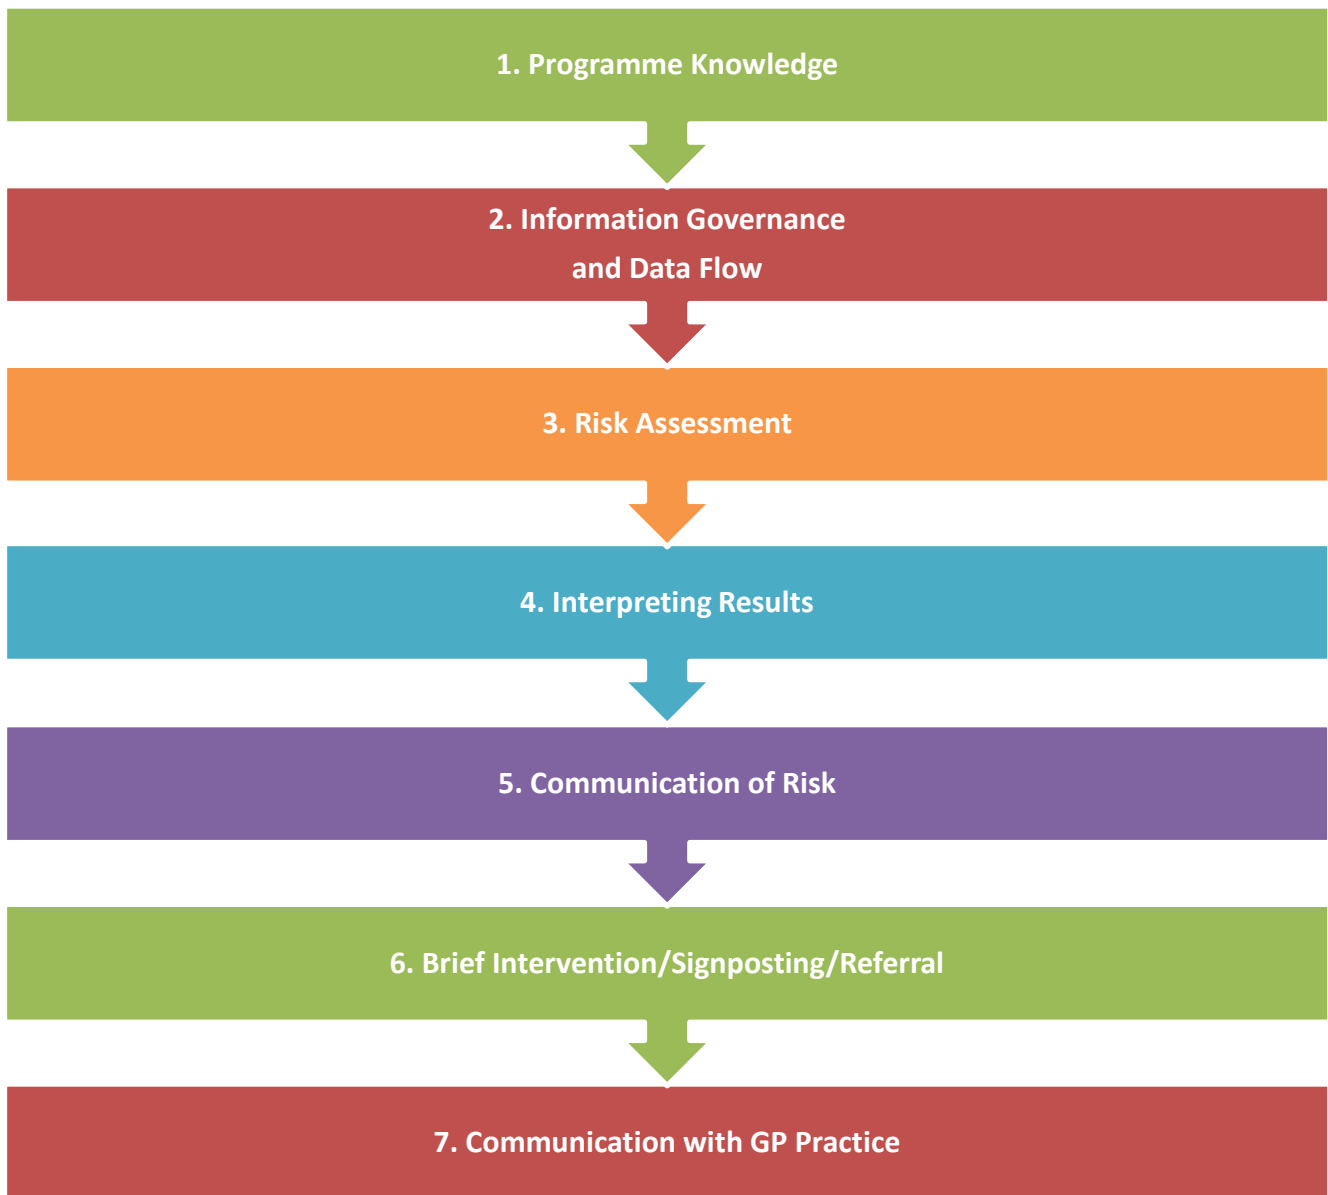 1. Programme Knowledge
2. Information Governance
and Data Flow
3. Risk Assessment
4. Interpreting Results
5. Communication of Risk
6. Brief Intervention/Signposting/Referral
7. Communication with GP Practice